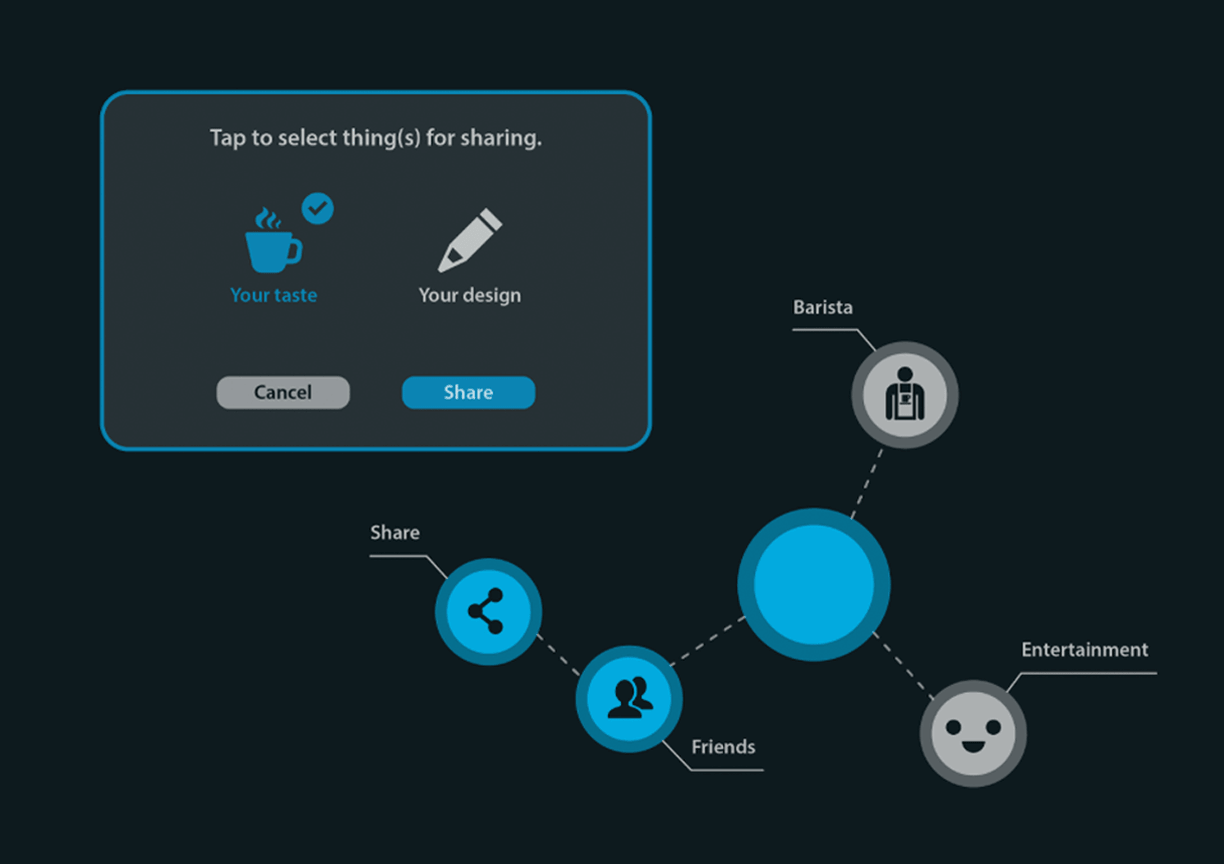 Tap to select thing(s) for sharing.
Your taste
Your design
Cancel
Share
Barista
Share
Entertainment
Friends